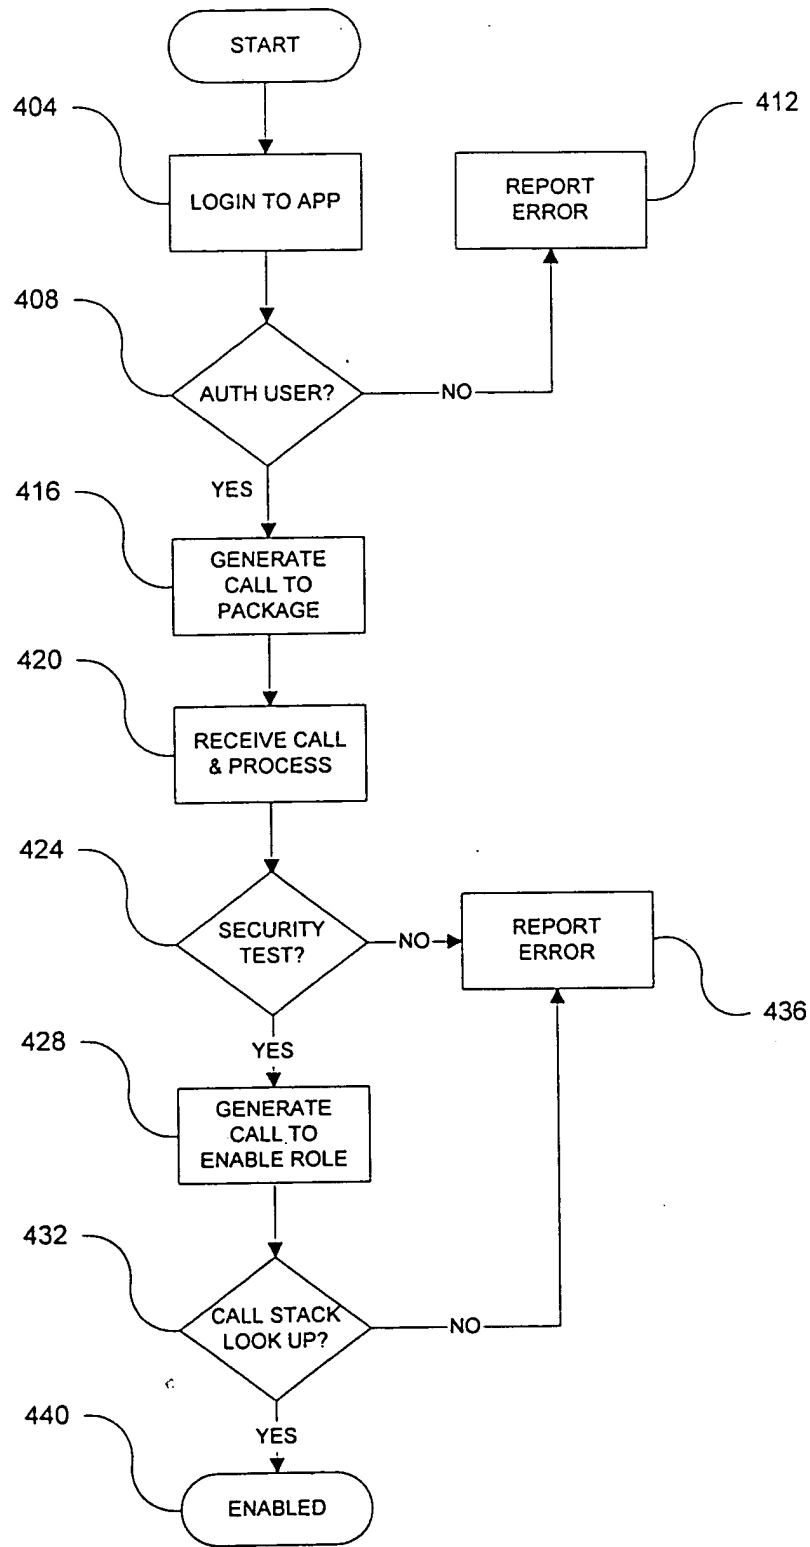 START
404
412
LOGIN TO APP
REPORT
ERROR
408
AUTH USER?
NO
YES
416
GENERATE
CALL TO
PACKAGE
420
RECEIVE CALL
& PROCESS
424
SECURITY
TEST?
NO
REPORT
ERROR
436
YES
428
GENERATE
CALL TO
ENABLE ROLE
432
CALL STACK
LOOK UP?
NO
YES
440
ENABLED